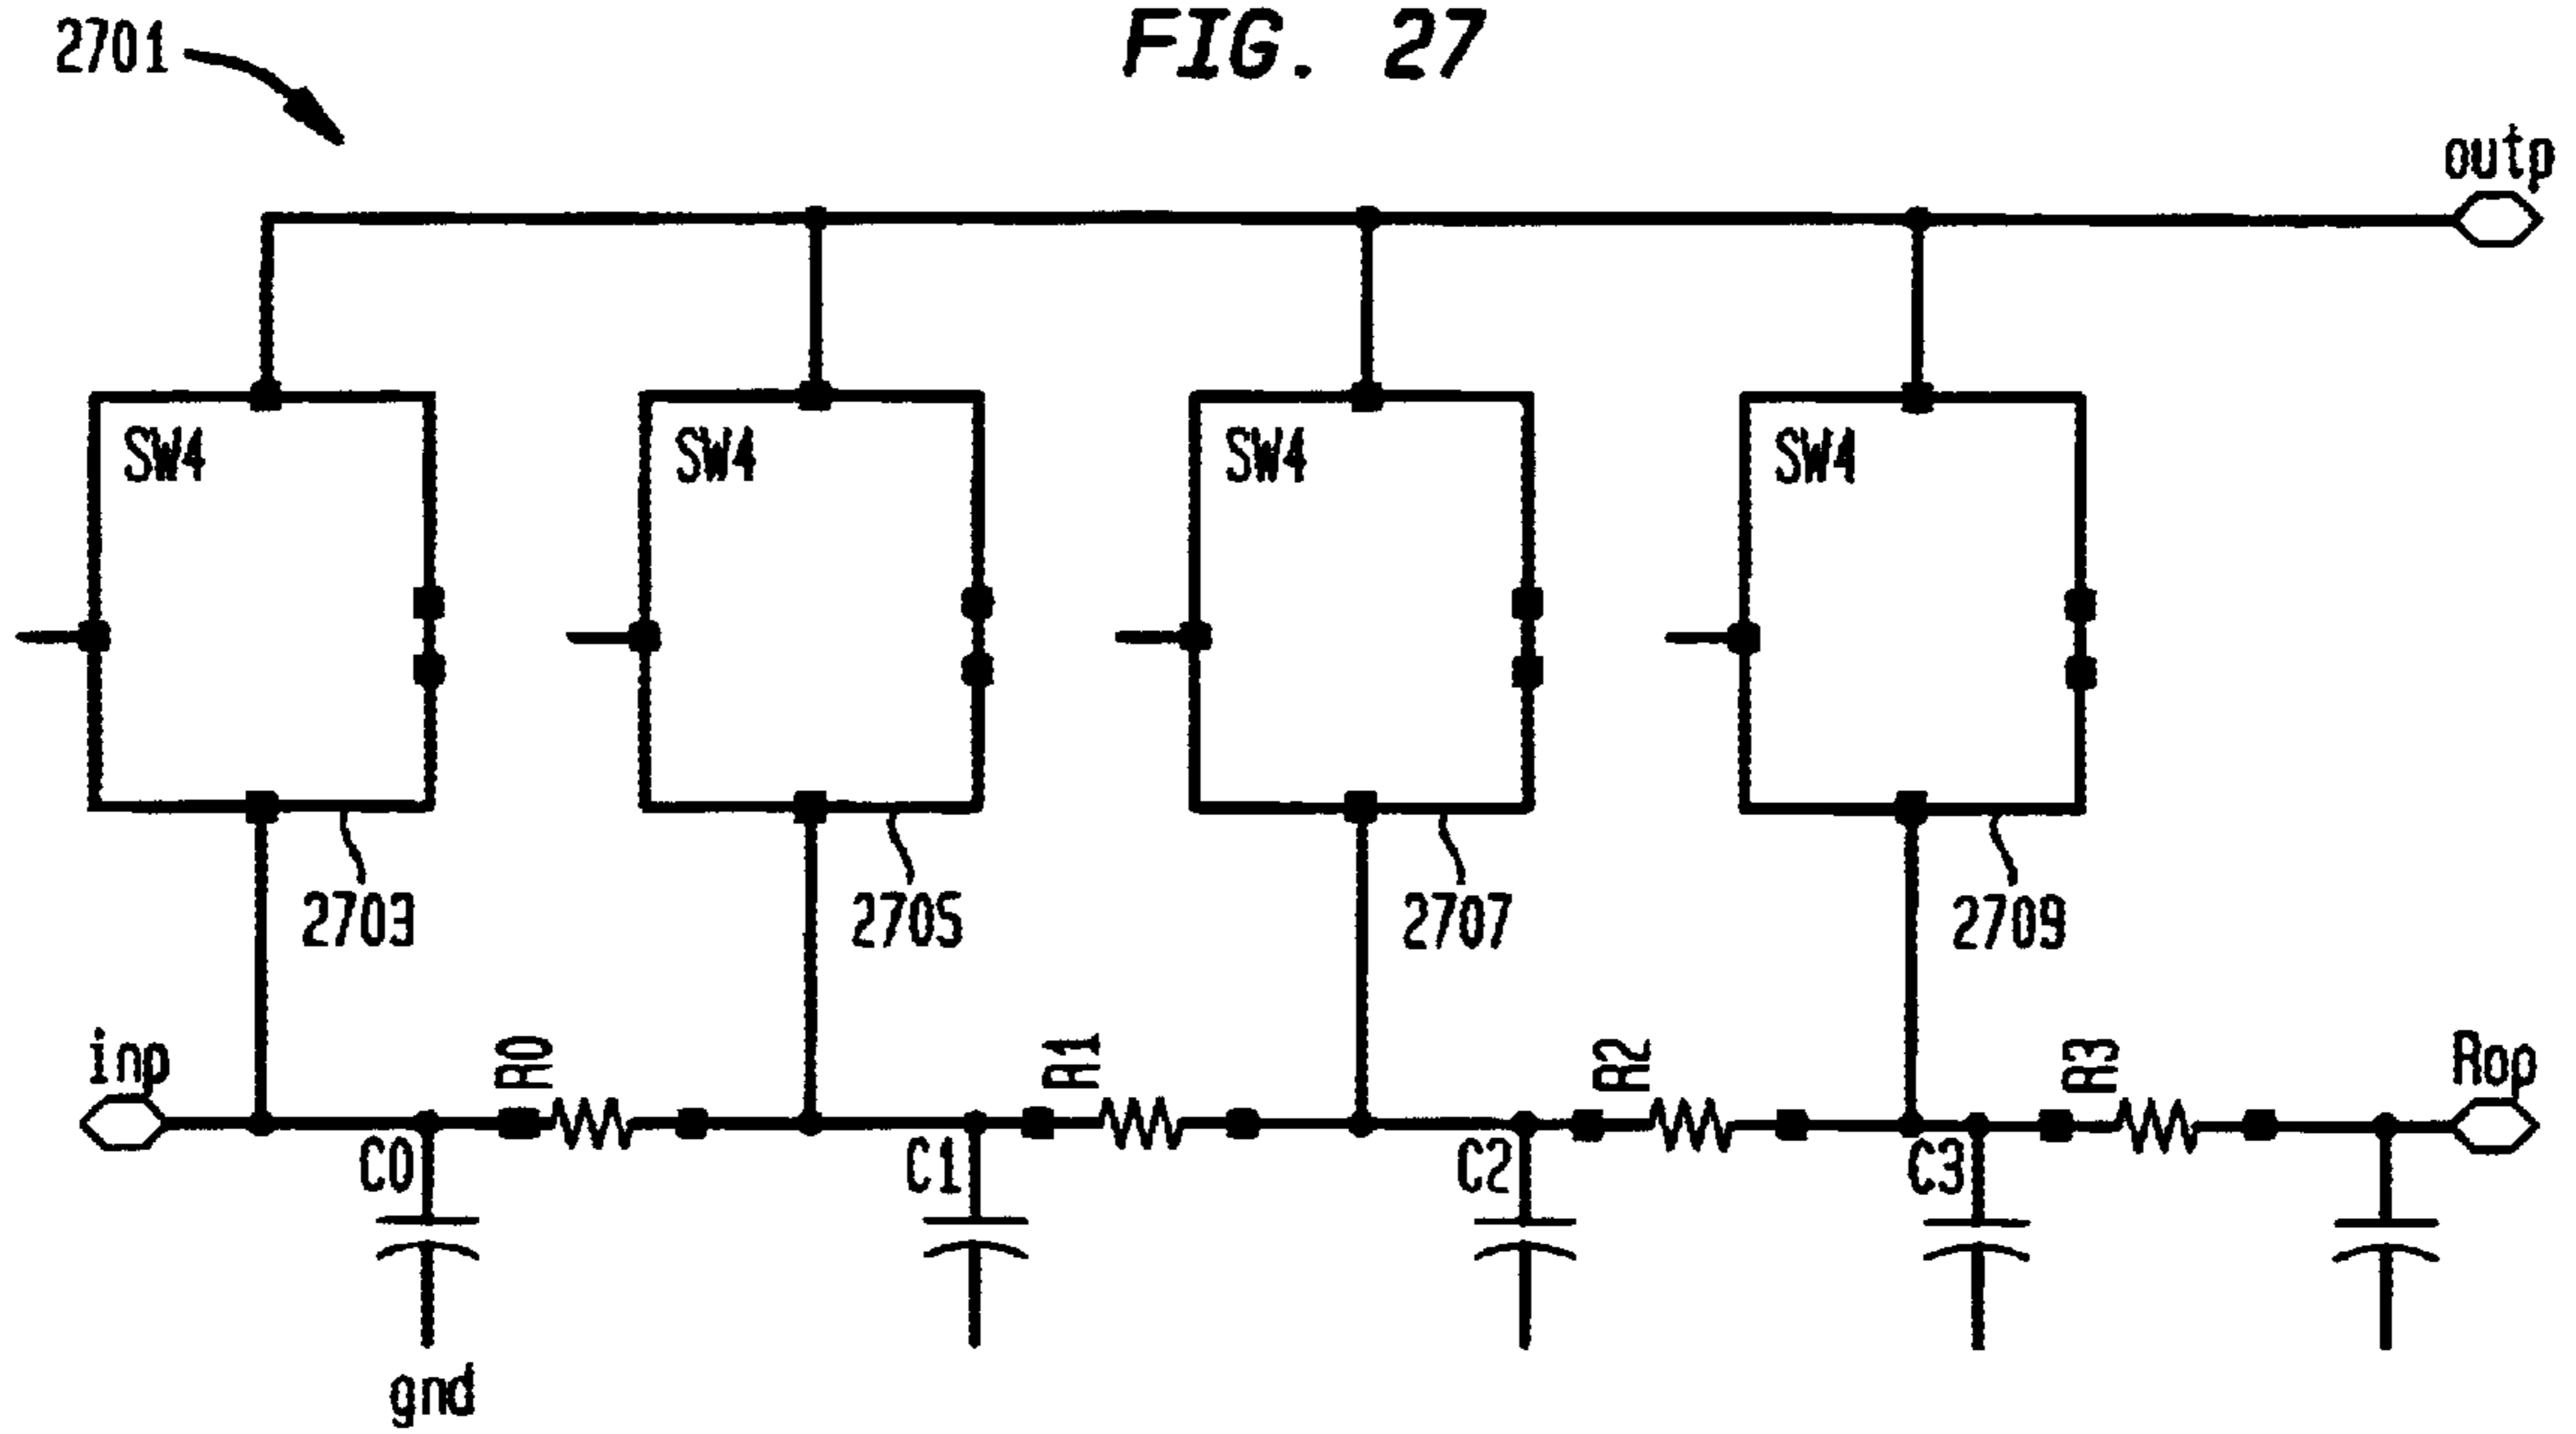 FIG. 27
2701
outp
SW4 SW4 SW4 SW4
2703 2705 2707 2709
inp R0 R1 R2 R3 Rop
C0 C1 C2 C3
gnd